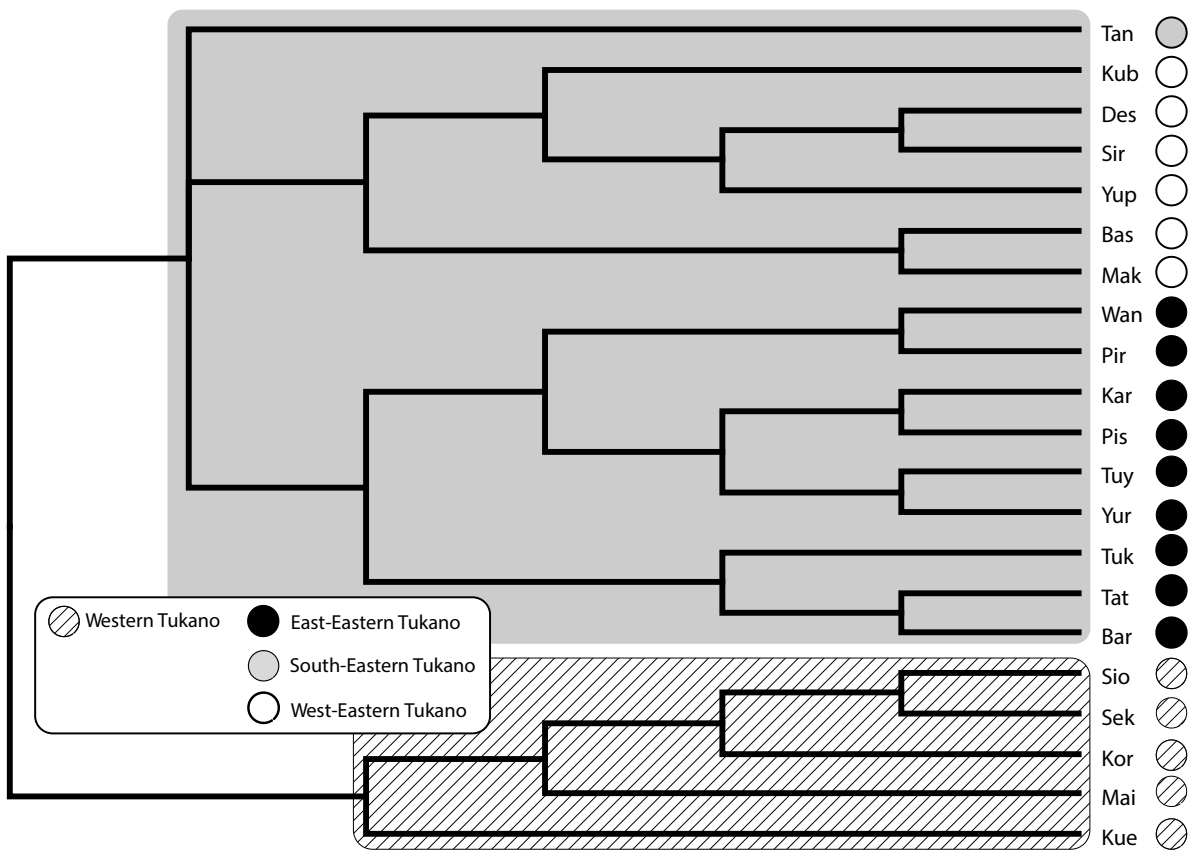 Tan
Kub
Des
Sir
Yup
Bas
Mak
Wan
Pir
Kar
Pis
Tuy
Yur
Tuk
Tat
Bar
Sio
Sek
Kor
Mai
Kue
Western Tukano
East-Eastern Tukano
South-Eastern Tukano
West-Eastern Tukano